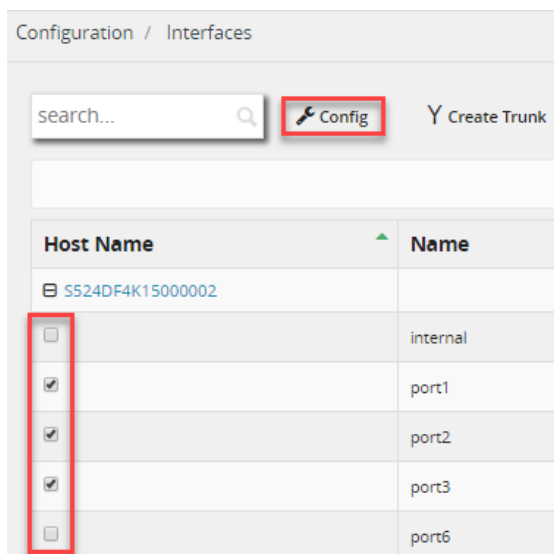 Configuration / Interfaces
search... Config Create Trunk
Host Name Name
S524DF4K15000002
internal
port1
port2
port3
port6